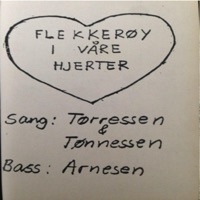 FLEKKERØY
I VÅRE
HJERTER
Sang: Tørressen
&
Tønnessen
Bass: Arnesen